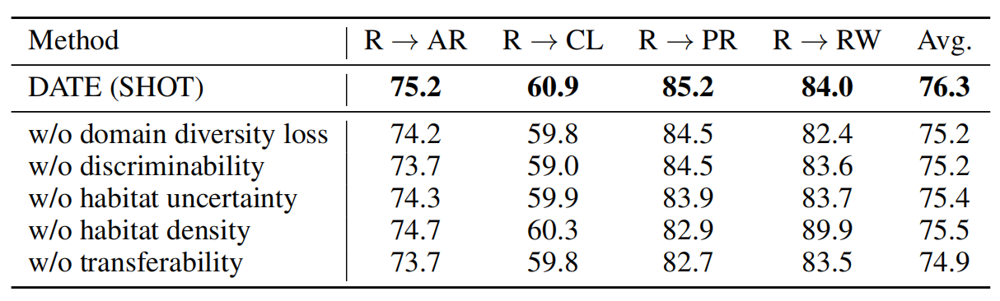 Method R → AR R → CL R → PR R → RW Avg.
DATE (SHOT) 75.2 60.9 85.2 84.0 76.3
w/o domain diversity loss 74.2 59.8 84.5 82.4 75.2
w/o discriminability 73.7 59.0 84.5 83.6 75.2
w/o habitat uncertainty 74.3 59.9 83.9 83.7 75.4
w/o habitat density 74.7 60.3 82.9 89.9 75.5
w/o transferability 73.7 59.8 82.7 83.5 74.9